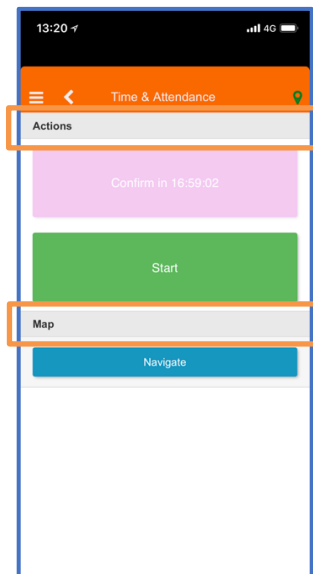 13:20
4G
Time & Attendance
Actions
Confirm in 16:59:02
Start
Map
Navigate